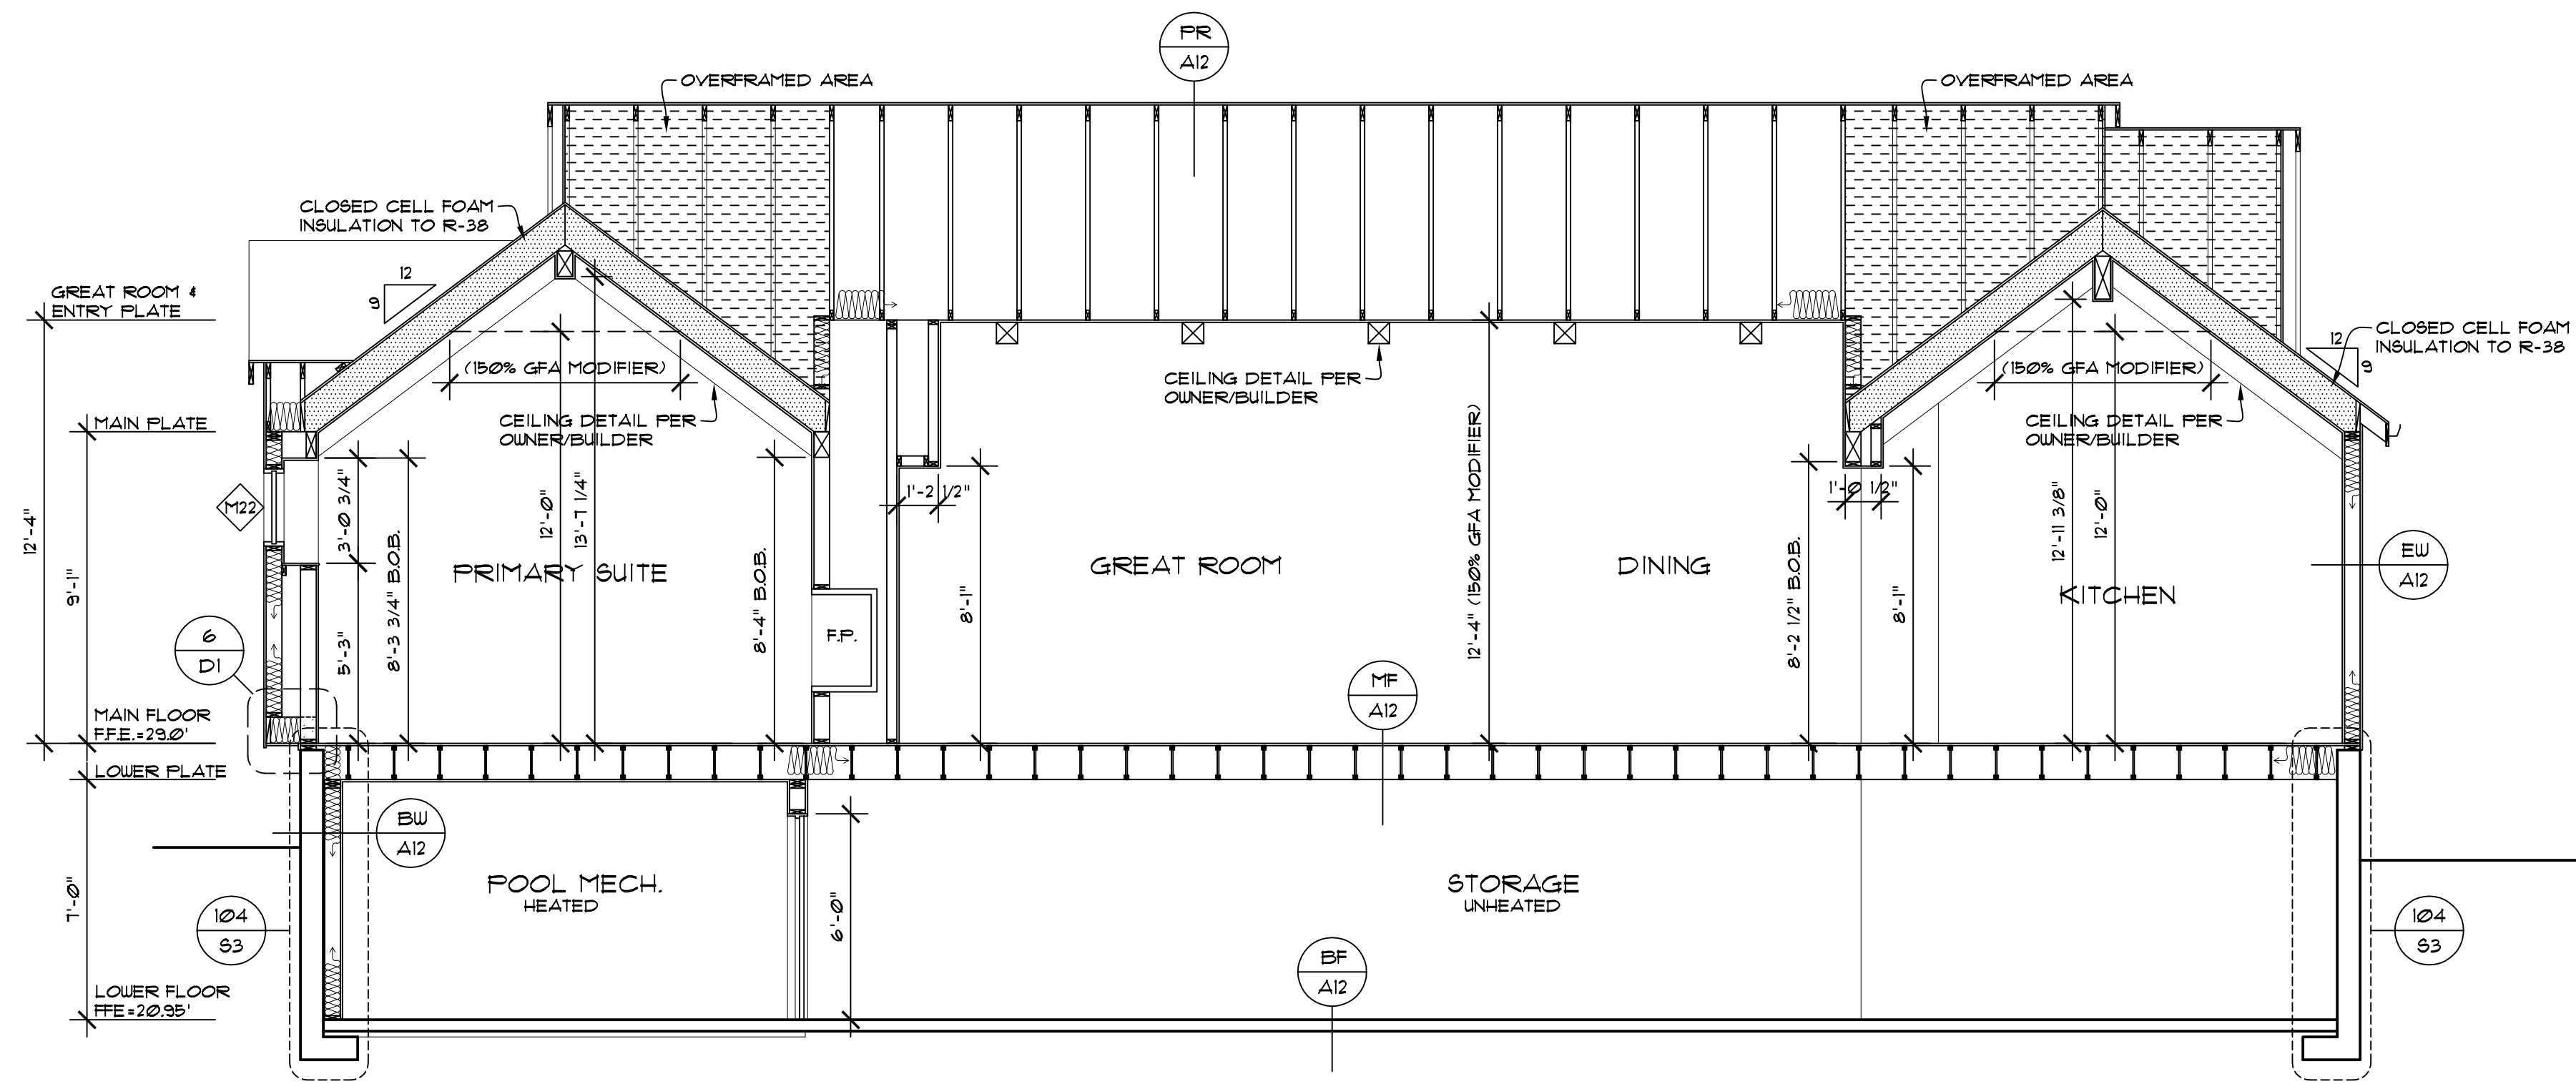 PR
A12
OVERFRAMED AREA
OVERFRAMED AREA
CLOSED CELL FOAM
INSULATION TO R-38
12
9
GREAT ROOM &
ENTRY PLATE
(150% GFA MODIFIER)
CEILING DETAIL PER
OWNER/BUILDER
MAIN PLATE
CEILING DETAIL PER
OWNER/BUILDER
(150% GFA MODIFIER)
CEILING DETAIL PER
OWNER/BUILDER
12
9
CLOSED CELL FOAM
INSULATION TO R-38
M22
12'-4"
9'-1"
3'-0 3/4"
5'-3"
8'-3 3/4" B.O.B.
12'-0"
13'-7 1/4"
8'-4" B.O.B.
PRIMARY SUITE
F.P.
1'-2 1/2"
8'-1"
GREAT ROOM
12'-4" (150% GFA MODIFIER)
DINING
8'-2 1/2" B.O.B.
1'-0 1/2"
8'-1"
12'-11 3/8"
12'-0"
KITCHEN
EW
A12
6
D1
MF
A12
MAIN FLOOR
F.F.E.=29.0'
LOWER PLATE
BW
A12
7'-0"
POOL MECH.
HEATED
6'-0"
STORAGE
UNHEATED
104
S3
104
S3
BF
A12
LOWER FLOOR
FFE=20.95'